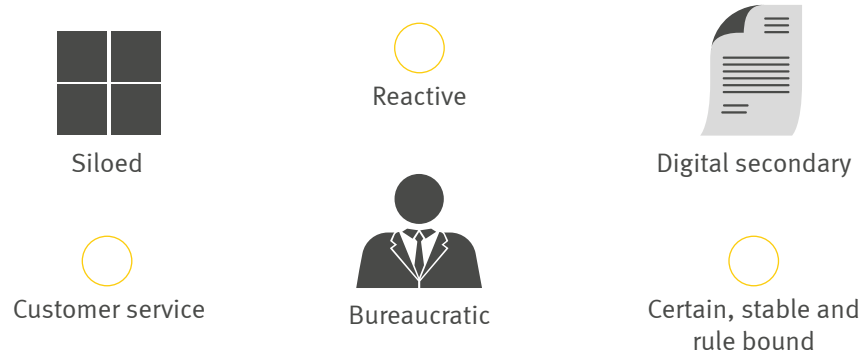 Reactive
Siloed
Digital secondary
Customer service
Bureaucratic
Certain, stable and
rule bound